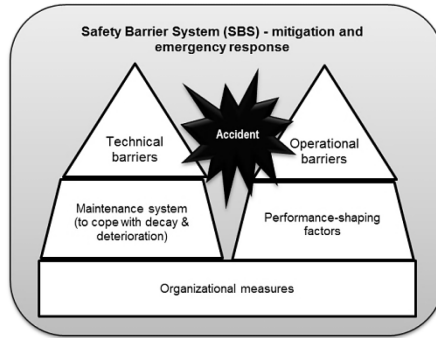 Safety Barrier System (SBS) - mitigation and
emergency response
Technical
barriers
Accident
Operational
barriers
Maintenance system
(to cope with decay &
deterioration)
Performance-shaping
factors
Organizational measures